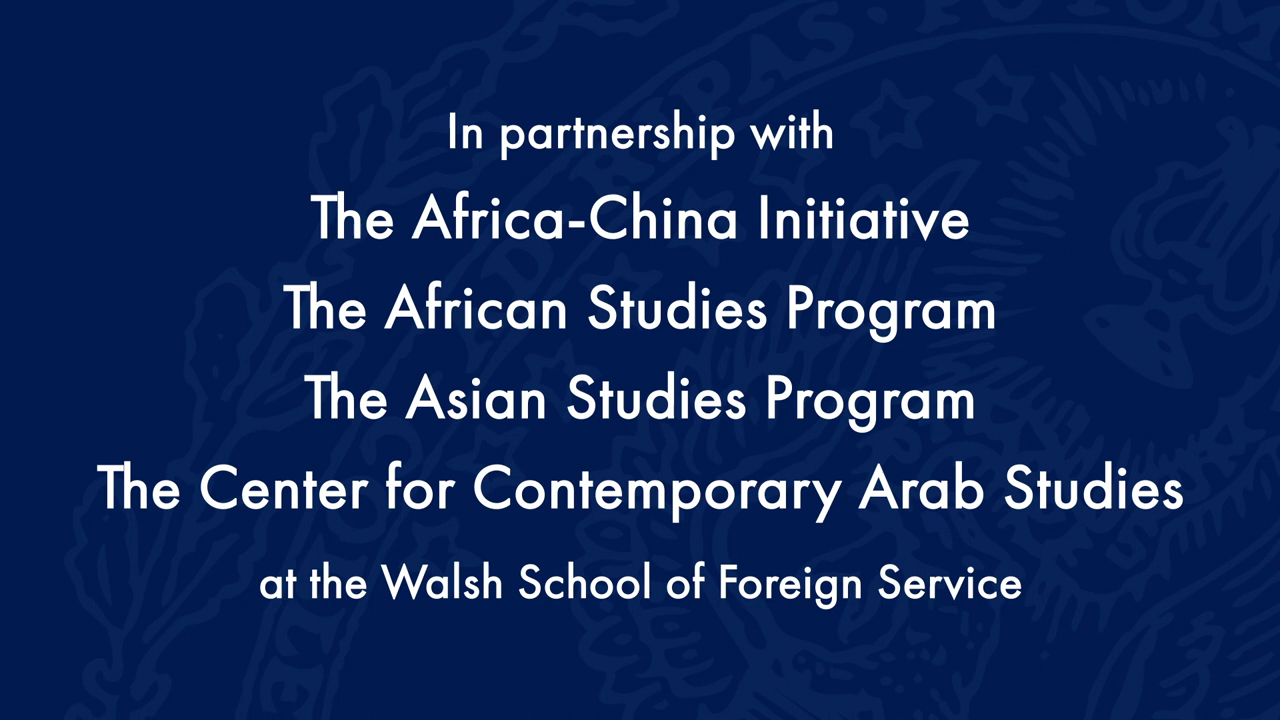 In partnership with
The Africa-China Initiative
The African Studies Program
The Asian Studies Program
The Center for Contemporary Arab Studies
at the Walsh School of Foreign Service